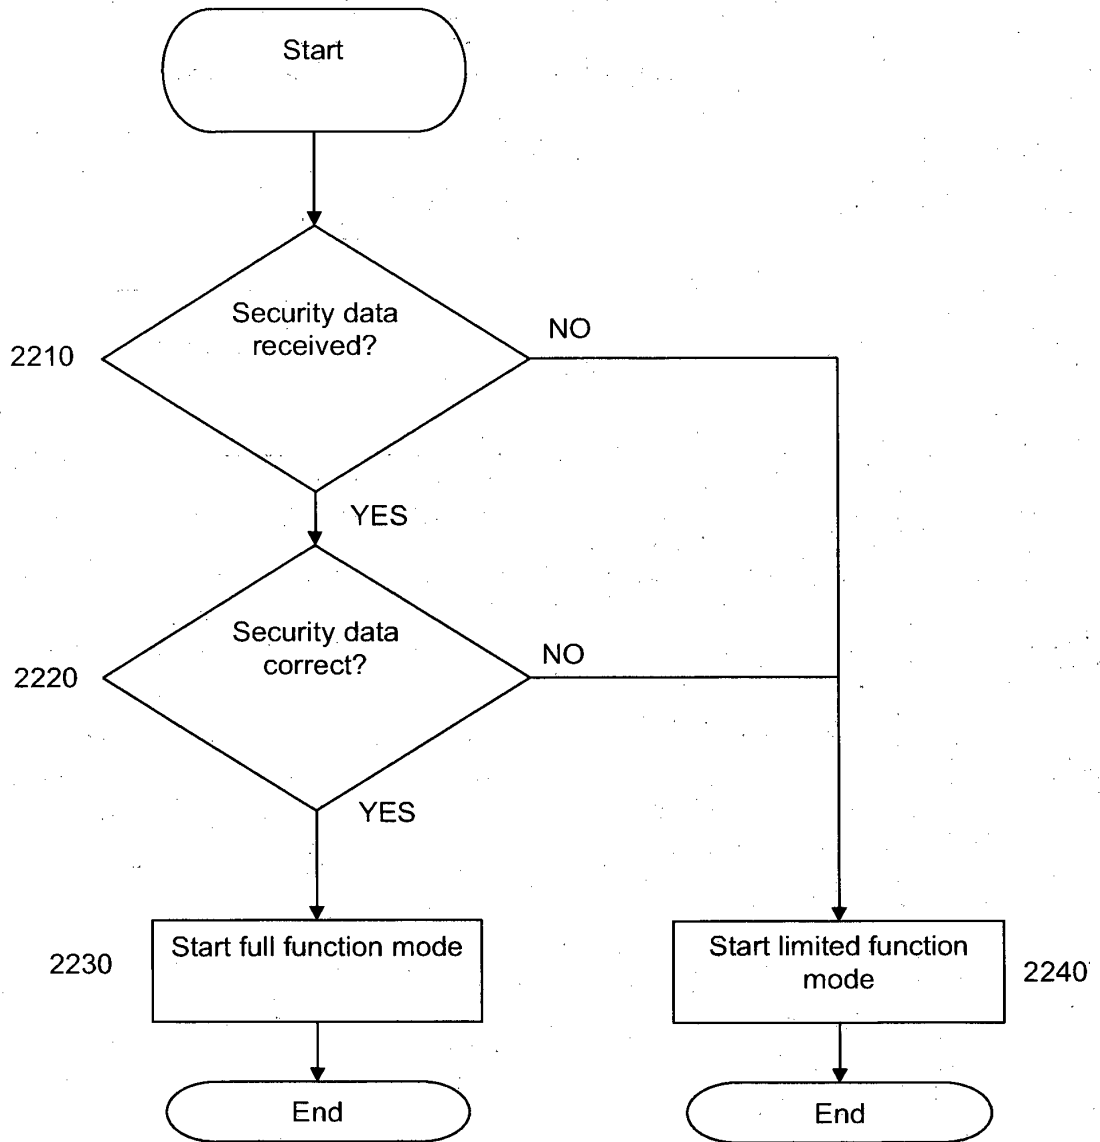 Start
Security data
received?
NO
2210
YES
Security data
correct?
NO
2220
YES
Start full function mode
2230
Start limited function
mode
2240
End
End